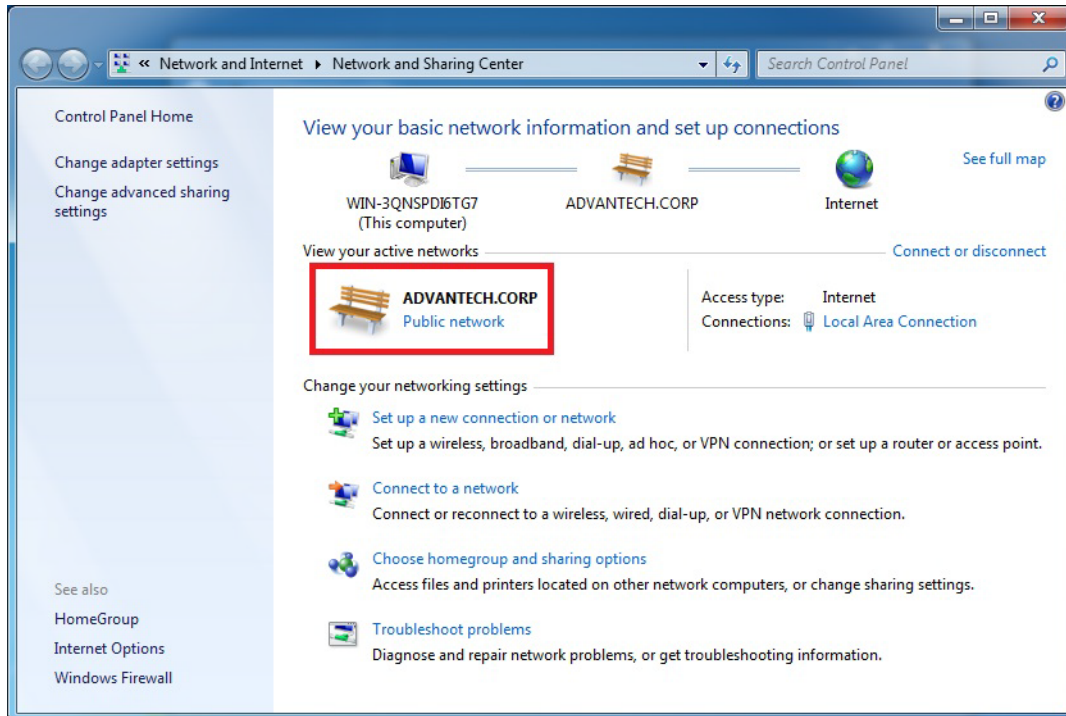 « Network and Internet ▸ Network and Sharing Center
Search Control Panel
Control Panel Home
Change adapter settings
Change advanced sharing
settings
See also
HomeGroup
Internet Options
Windows Firewall
View your basic network information and set up connections
See full map
WIN-3QNSPDI6TG7
(This computer)
ADVANTECH.CORP
Internet
View your active networks
Connect or disconnect
ADVANTECH.CORP
Public network
Access type: Internet
Connections: Local Area Connection
Change your networking settings
Set up a new connection or network
Set up a wireless, broadband, dial-up, ad hoc, or VPN connection; or set up a router or access point.
Connect to a network
Connect or reconnect to a wireless, wired, dial-up, or VPN network connection.
Choose homegroup and sharing options
Access files and printers located on other network computers, or change sharing settings.
Troubleshoot problems
Diagnose and repair network problems, or get troubleshooting information.